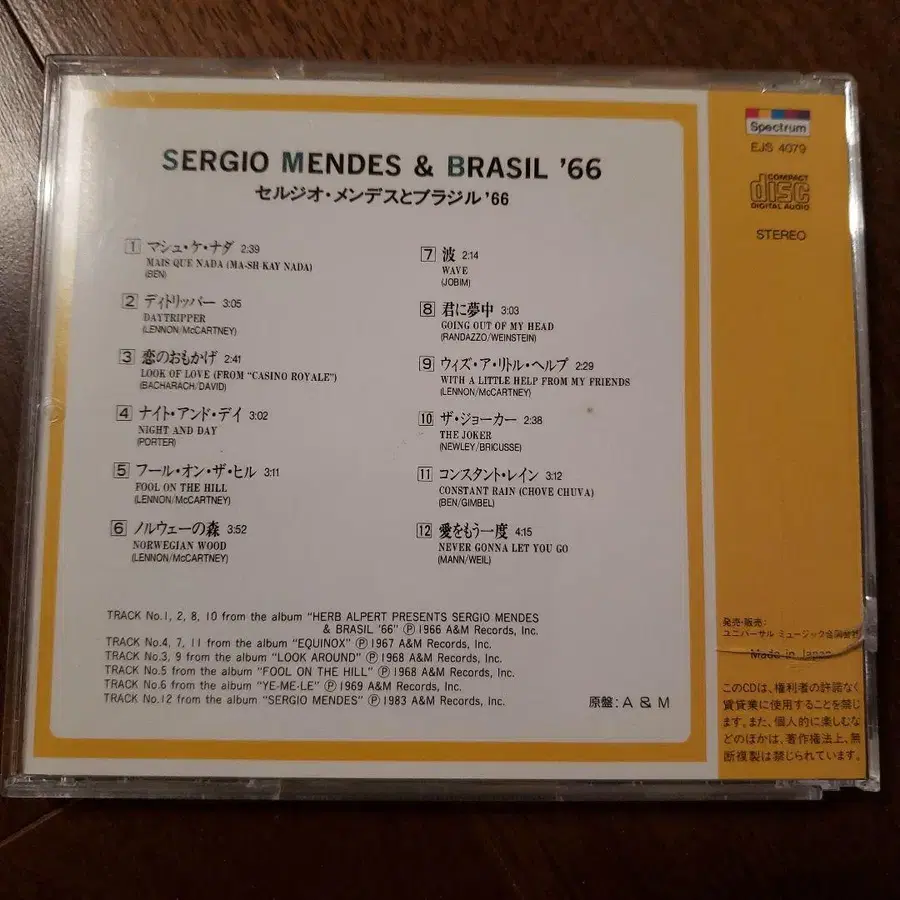 SERGIO MENDES & BRASIL '66
セルジオ・メンデスとブラジル'66
1 マシュ・ケ・ナダ 2:39
MAIS QUE NADA (MA-SH-KAY NADA)
(BEN)
2 デイトリッパー 3:05
DAYTRIPPER
(LENNON/McCARTNEY)
3 恋のおもかげ 2:41
LOOK OF LOVE (FROM "CASINO ROYALE")
(BACHARACH/DAVID)
4 ナイト・アンド・デイ 3:02
NIGHT AND DAY
(PORTER)
5 フール・オン・ザ・ヒル 3:11
FOOL ON THE HILL
(LENNON/McCARTNEY)
6 ノルウェーの森 3:52
NORWEGIAN WOOD
(LENNON/McCARTNEY)
7 波 2:14
WAVE
(JOBIM)
8 君に夢中 3:03
GOING OUT OF MY HEAD
(RANDAZZO/WEINSTEIN)
9 ウィズ・ア・リトル・ヘルプ 2:29
WITH A LITTLE HELP FROM MY FRIENDS
(LENNON/McCARTNEY)
10 ザ・ジョーカー 2:38
THE JOKER
(NEWLEY/BRICUSSE)
11 コンスタント・レイン 3:12
CONSTANT RAIN (CHOVE CHUVA)
(BEN/GIMBEL)
12 愛をもう一度 4:15
NEVER GONNA LET YOU GO
(MANN/WEIL)
TRACK No.1, 2, 8, 10 from the album "HERB ALPERT PRESENTS SERGIO MENDES
& BRASIL '66" Ⓟ 1966 A&M Records, Inc.
TRACK No.4, 7, 11 from the album "EQUINOX" Ⓟ 1967 A&M Records, Inc.
TRACK No.3, 9 from the album "LOOK AROUND" Ⓟ 1968 A&M Records, Inc.
TRACK No.5 from the album "FOOL ON THE HILL" Ⓟ 1968 A&M Records, Inc.
TRACK No.6 from the album "YE-ME-LE" Ⓟ 1969 A&M Records, Inc.
TRACK No.12 from the album "SERGIO MENDES" Ⓟ 1983 A&M Records, Inc.
原盤: A & M
Spectrum
EJS 4079
COMPACT
disc
DIGITAL AUDIO
STEREO
発売・販売:
ユニバーサル ミュージック合同会社
Made in Japan
このCDは、権利者の許諾なく
賃貸業に使用することを禁じ
ます。また、個人的に楽しむな
どのほかは、著作権法上、無
断複製は禁じられています。